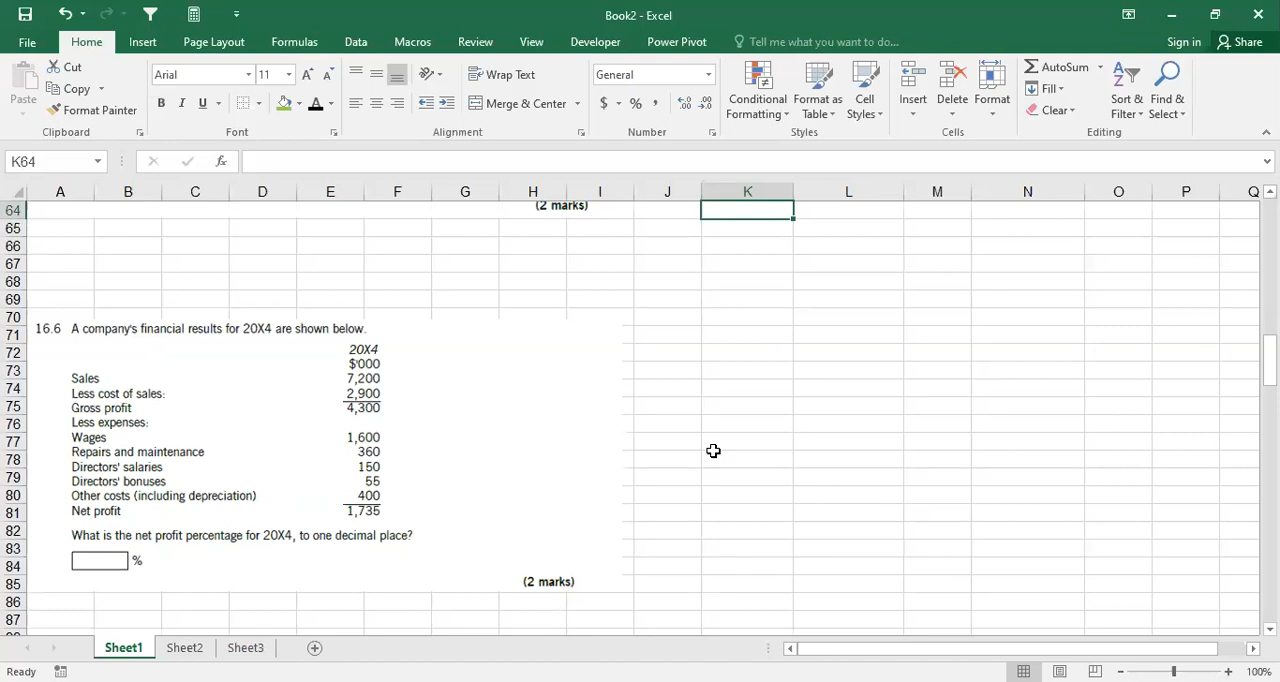 Book2 - Excel
File Home Insert Page Layout Formulas Data Macros Review View Developer Power Pivot Tell me what you want to do... Sign in Share
Paste
Cut
Copy
Format Painter
Clipboard
Arial 11
B I U
Font
Wrap Text
Merge & Center
Alignment
General
$ % ,
Number
Conditional Formatting
Format as Table
Cell Styles
Styles
Insert Delete Format
Cells
AutoSum
Fill
Clear
Sort & Filter
Find & Select
Editing
K64
fx
A B C D E F G H I J K L M N O P Q
64
65
66
67
68
69
70
71
72
73
74
75
76
77
78
79
80
81
82
83
84
85
86
87
(2 marks)
16.6 A company's financial results for 20X4 are shown below.
20X4
$'000
Sales 7,200
Less cost of sales: 2,900
Gross profit 4,300
Less expenses:
Wages 1,600
Repairs and maintenance 360
Directors' salaries 150
Directors' bonuses 55
Other costs (including depreciation) 400
Net profit 1,735
What is the net profit percentage for 20X4, to one decimal place?
%
(2 marks)
Sheet1 Sheet2 Sheet3
Ready
100%